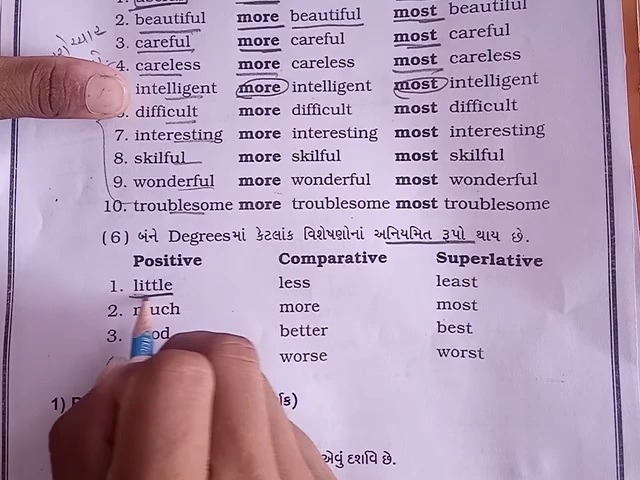 1. useful
2. beautiful more beautiful most beautiful
3. careful more careful most careful
4. careless more careless most careless
intelligent more intelligent most intelligent
difficult more difficult most difficult
7. interesting more interesting most interesting
8. skilful more skilful most skilful
9. wonderful more wonderful most wonderful
10. troublesome more troublesome most troublesome
(6) બંને Degreesમાં કેટલાંક વિશેષણોનાં અનિયમિત રૂપો થાય છે.
Positive Comparative Superlative
1. little less least
2. much more most
3. good better best
worse worst
1)
એવું દર્શાવે છે.